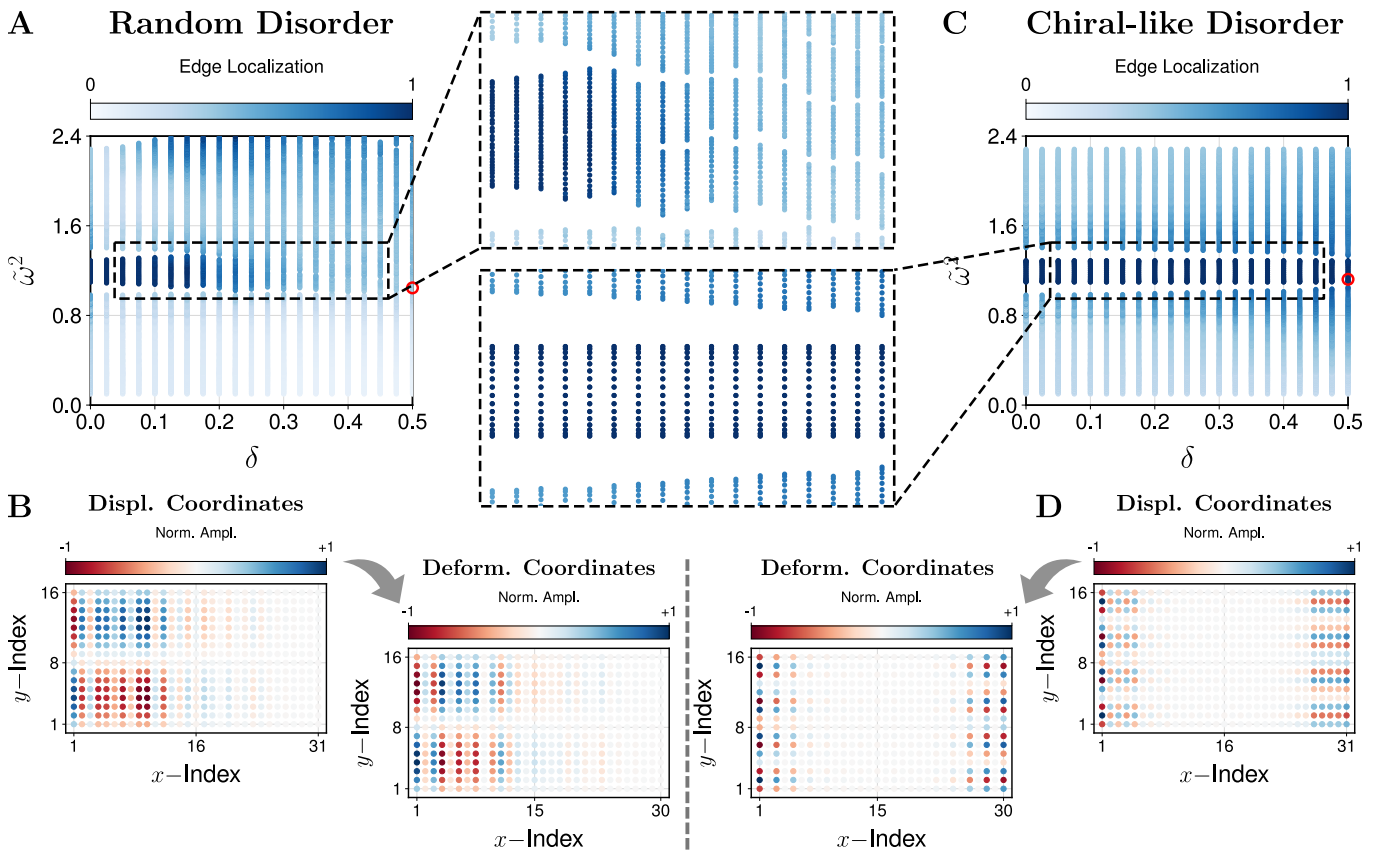 A Random Disorder
Edge Localization
0 1
2.4
1.6
0.8
0.0
ω̃²
0.0 0.1 0.2 0.3 0.4 0.5
δ
C Chiral-like Disorder
Edge Localization
0 1
2.4
1.6
0.8
0.0
ω̃²
0.0 0.1 0.2 0.3 0.4 0.5
δ
B Displ. Coordinates
Norm. Ampl.
-1 +1
16
8
1
y−Index
1 16 31
x−Index
Deform. Coordinates
Norm. Ampl.
-1 +1
16
8
1
y−Index
1 15 30
x−Index
Deform. Coordinates
Norm. Ampl.
-1 +1
16
8
1
y−Index
1 15 30
x−Index
D Displ. Coordinates
Norm. Ampl.
-1 +1
16
8
1
y−Index
1 16 31
x−Index